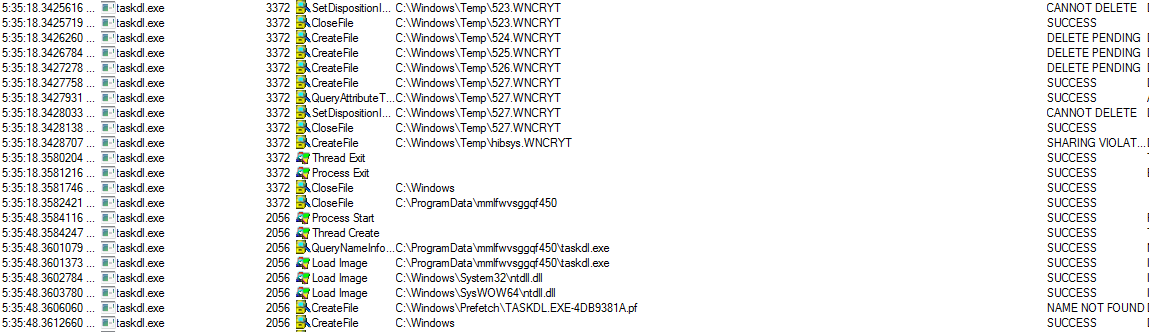 5:35:18.3425616 ... taskdl.exe 3372 SetDispositionI... C:\Windows\Temp\523.WNCRYT CANNOT DELETE
5:35:18.3425719 ... taskdl.exe 3372 CloseFile C:\Windows\Temp\523.WNCRYT SUCCESS
5:35:18.3426260 ... taskdl.exe 3372 CreateFile C:\Windows\Temp\524.WNCRYT DELETE PENDING
5:35:18.3426784 ... taskdl.exe 3372 CreateFile C:\Windows\Temp\525.WNCRYT DELETE PENDING
5:35:18.3427278 ... taskdl.exe 3372 CreateFile C:\Windows\Temp\526.WNCRYT DELETE PENDING
5:35:18.3427758 ... taskdl.exe 3372 CreateFile C:\Windows\Temp\527.WNCRYT SUCCESS
5:35:18.3427931 ... taskdl.exe 3372 QueryAttributeT... C:\Windows\Temp\527.WNCRYT SUCCESS
5:35:18.3428033 ... taskdl.exe 3372 SetDispositionI... C:\Windows\Temp\527.WNCRYT CANNOT DELETE
5:35:18.3428138 ... taskdl.exe 3372 CloseFile C:\Windows\Temp\527.WNCRYT SUCCESS
5:35:18.3428707 ... taskdl.exe 3372 CreateFile C:\Windows\Temp\hibsys.WNCRYT SHARING VIOLAT...
5:35:18.3580204 ... taskdl.exe 3372 Thread Exit SUCCESS
5:35:18.3581216 ... taskdl.exe 3372 Process Exit SUCCESS
5:35:18.3581746 ... taskdl.exe 3372 CloseFile C:\Windows SUCCESS
5:35:18.3582421 ... taskdl.exe 3372 CloseFile C:\ProgramData\mmlfwvsggqf450 SUCCESS
5:35:48.3584116 ... taskdl.exe 2056 Process Start SUCCESS
5:35:48.3584247 ... taskdl.exe 2056 Thread Create SUCCESS
5:35:48.3601079 ... taskdl.exe 2056 QueryNameInfo... C:\ProgramData\mmlfwvsggqf450\taskdl.exe SUCCESS
5:35:48.3601373 ... taskdl.exe 2056 Load Image C:\ProgramData\mmlfwvsggqf450\taskdl.exe SUCCESS
5:35:48.3602784 ... taskdl.exe 2056 Load Image C:\Windows\System32\ntdll.dll SUCCESS
5:35:48.3603780 ... taskdl.exe 2056 Load Image C:\Windows\SysWOW64\ntdll.dll SUCCESS
5:35:48.3606060 ... taskdl.exe 2056 CreateFile C:\Windows\Prefetch\TASKDL.EXE-4DB9381A.pf NAME NOT FOUND
5:35:48.3612660 ... taskdl.exe 2056 CreateFile C:\Windows SUCCESS